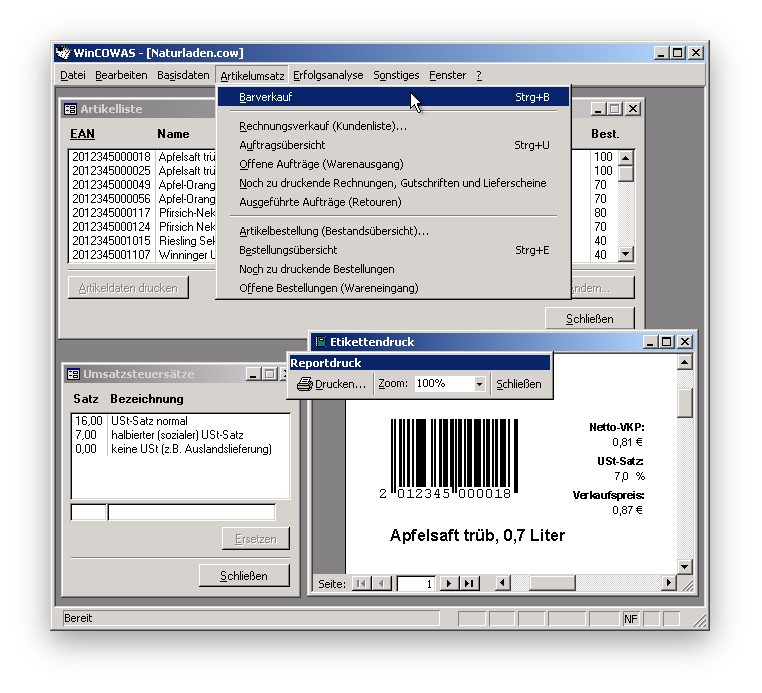 WinCOWAS - [Naturladen.cow]
Datei Bearbeiten Basisdaten Artikelumsatz Erfolgsanalyse Sonstiges Fenster ?
Barverkauf Strg+B
Rechnungsverkauf (Kundenliste)...
Auftragsübersicht Strg+U
Offene Aufträge (Warenausgang)
Noch zu druckende Rechnungen, Gutschriften und Lieferscheine
Ausgeführte Aufträge (Retouren)
Artikelbestellung (Bestandsübersicht)...
Bestellungsübersicht Strg+E
Noch zu druckende Bestellungen
Offene Bestellungen (Wareneingang)
Artikelliste
EAN Name Best.
2012345000018 Apfelsaft trü 100
2012345000025 Apfelsaft trü 100
2012345000049 Apfel-Orang 70
2012345000056 Apfel-Orang 70
2012345000117 Pfirsich-Nek 80
2012345000124 Pfirsich-Nek 70
2012345001015 Riesling Sek 40
2012345001107 Winninger U 40
Artikeldaten drucken ndern...
Schließen
Umsatzsteuersätze
Satz Bezeichnung
16,00 USt-Satz normal
7,00 halbierter (sozialer) USt-Satz
0,00 keine USt (z.B. Auslandslieferung)
Ersetzen
Schließen
Etikettendruck
Reportdruck
Drucken... Zoom: 100% Schließen
Netto-VKP:
0,81 €
USt-Satz:
7,0 %
Verkaufspreis:
0,87 €
2 012345 000018
Apfelsaft trüb, 0,7 Liter
Seite: 1
Bereit NF